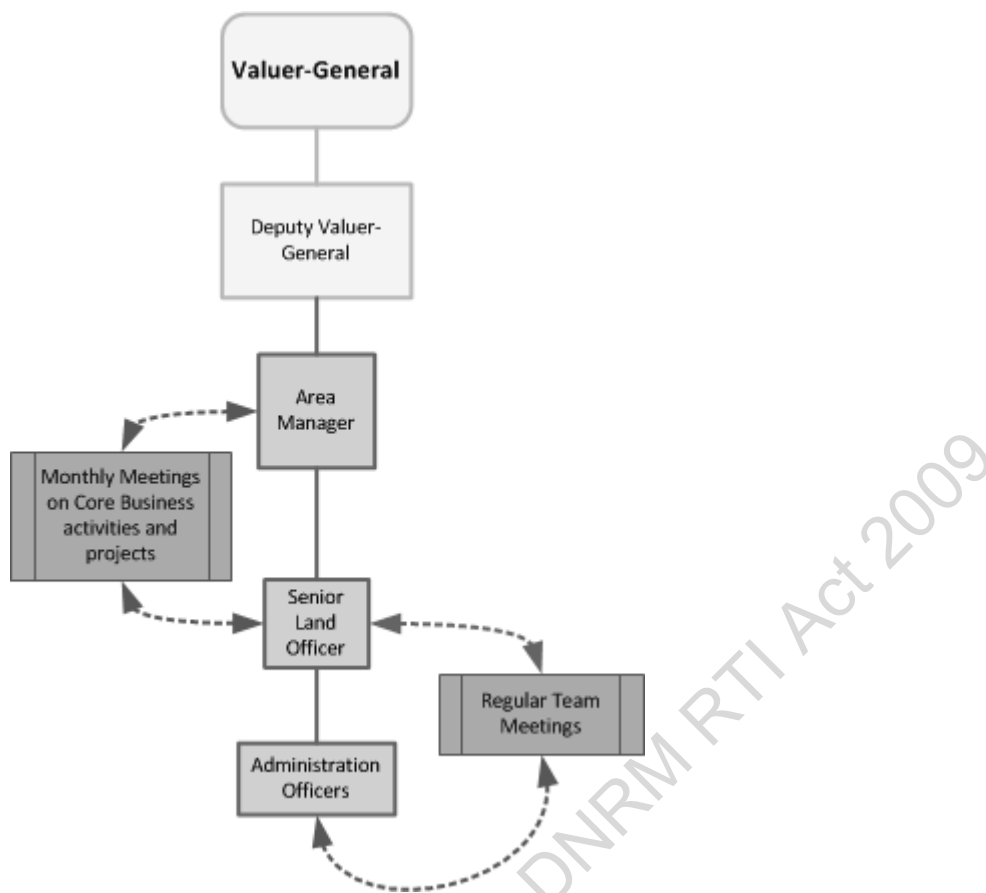 Valuer-General
Deputy Valuer-
General
Area
Manager
Monthly Meetings
on Core Business
activities and
projects
Senior
Land
Officer
Regular Team
Meetings
Administration
Officers
DNRM RTI Act 2009